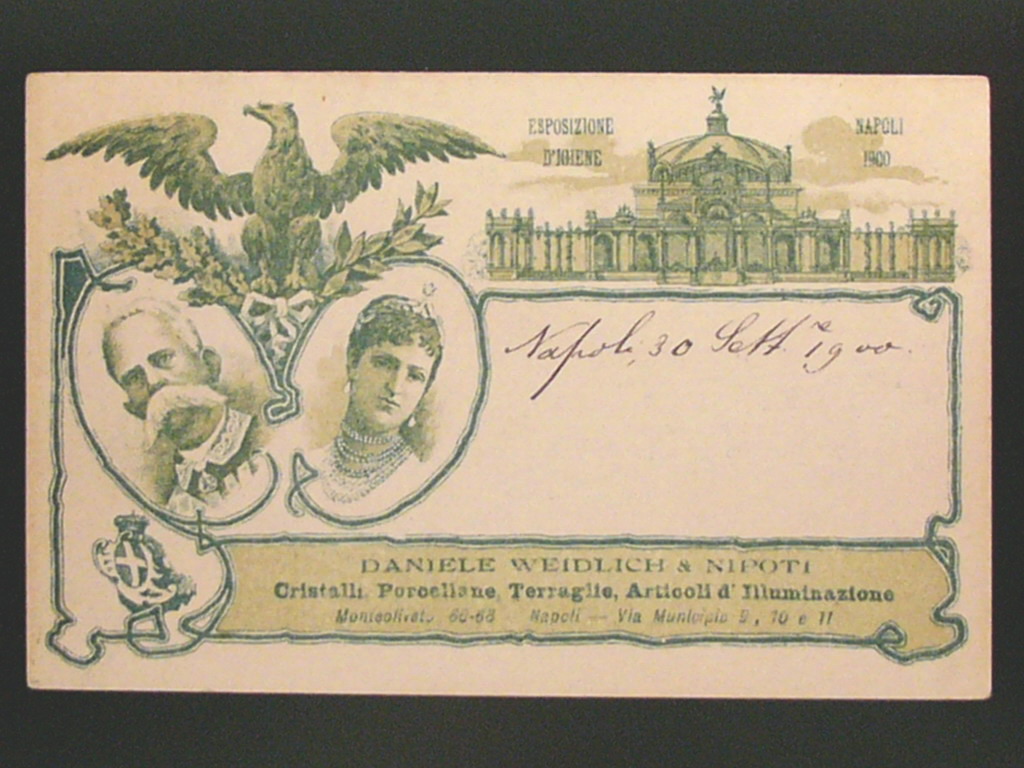 ESPOSIZIONE
D'IGIENE
NAPOLI
1900
Napoli, 30 Sett.re 1900.
DANIELE WEIDLICH & NIPOTI
Cristalli, Porcellane, Terraglie, Articoli d'Illuminazione
Monteoliveto 66-68 Napoli — Via Municipio 9, 10 e 11